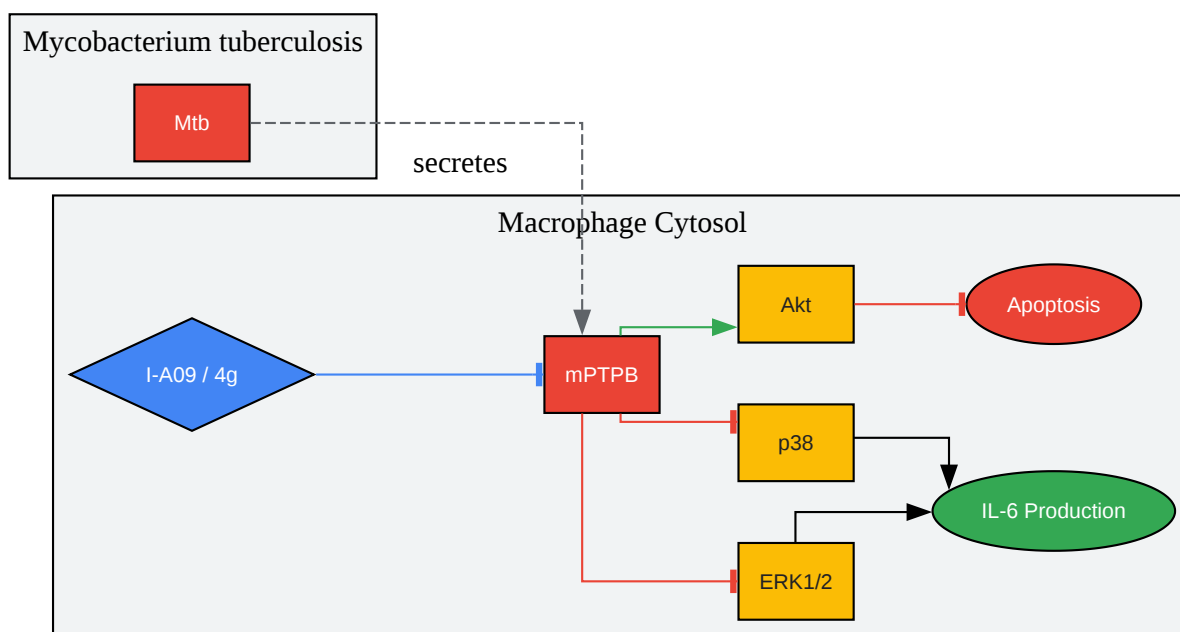 Mycobacterium tuberculosis
Mtb
secretes
Macrophage Cytosol
Akt
Apoptosis
I-A09 / 4g
mPTPB
p38
IL-6 Production
ERK1/2